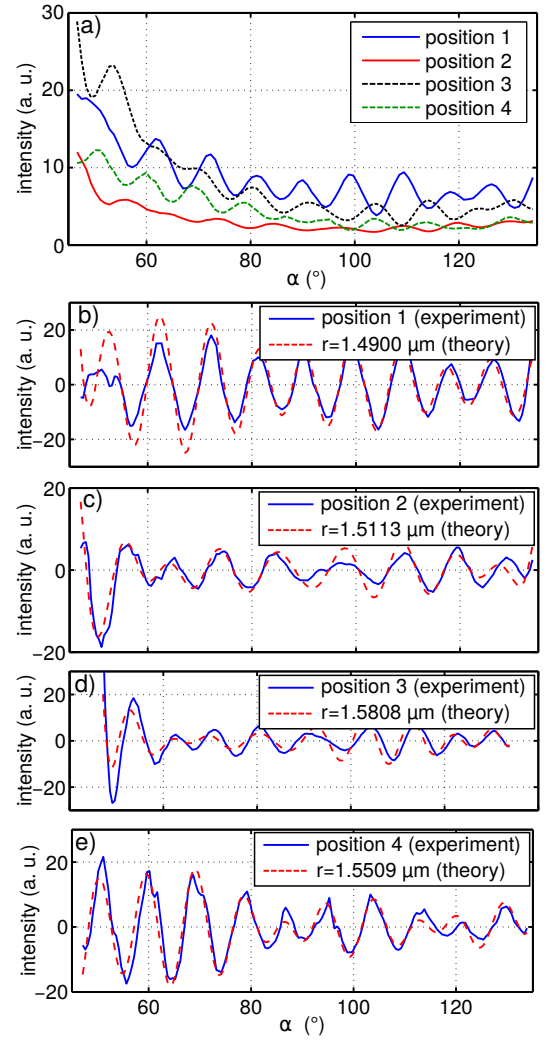 a)
30
20
10
0
intensity (a. u.)
position 1
position 2
position 3
position 4
60
80
100
120
α (°)
b)
20
0
−20
intensity (a. u.)
position 1 (experiment)
r=1.4900 μm (theory)
c)
20
0
−20
intensity (a. u.)
position 2 (experiment)
r=1.5113 μm (theory)
d)
20
0
−20
intensity (a. u.)
position 3 (experiment)
r=1.5808 μm (theory)
e)
20
0
−20
intensity (a. u.)
position 4 (experiment)
r=1.5509 μm (theory)
60
80
100
120
α (°)